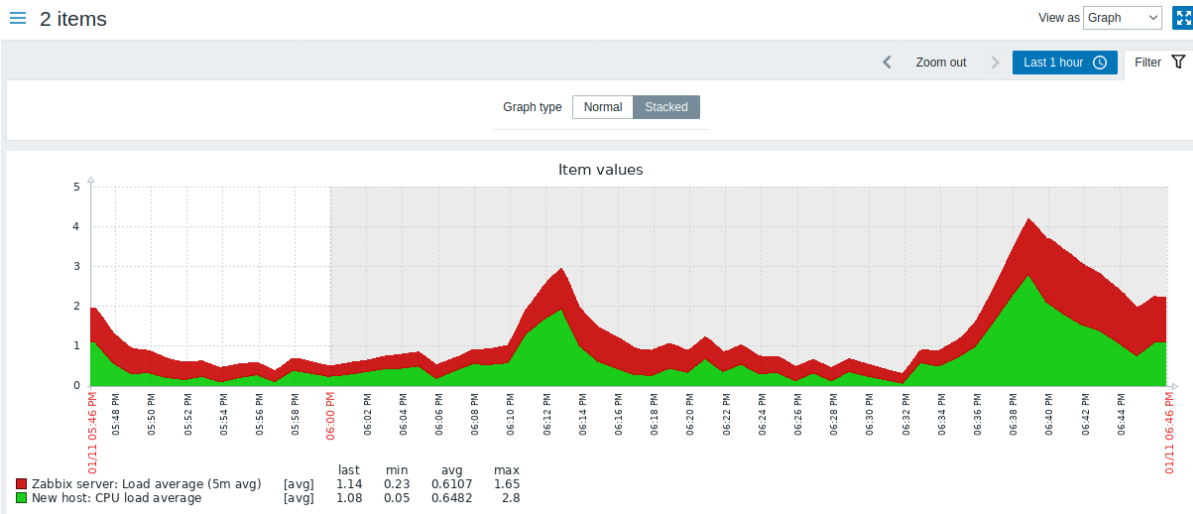 2 items
View as Graph
Zoom out Last 1 hour Filter
Graph type Normal Stacked
Item values
5
4
3
2
1
0
01/11 05:46 PM
05:48 PM
05:50 PM
05:52 PM
05:54 PM
05:56 PM
05:58 PM
06:00 PM
06:02 PM
06:04 PM
06:06 PM
06:08 PM
06:10 PM
06:12 PM
06:14 PM
06:16 PM
06:18 PM
06:20 PM
06:22 PM
06:24 PM
06:26 PM
06:28 PM
06:30 PM
06:32 PM
06:34 PM
06:36 PM
06:38 PM
06:40 PM
06:42 PM
06:44 PM
01/11 06:46 PM
last min avg max
Zabbix server: Load average (5m avg) [avg] 1.14 0.23 0.6107 1.65
New host: CPU load average [avg] 1.08 0.05 0.6482 2.8